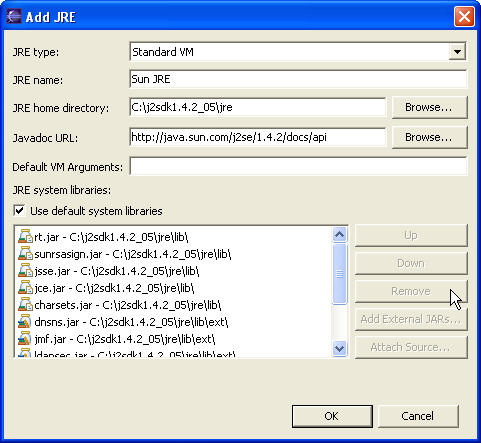 Add JRE
JRE type: Standard VM
JRE name: Sun JRE
JRE home directory: C:\j2sdk1.4.2_05\jre Browse...
Javadoc URL: http://java.sun.com/j2se/1.4.2/docs/api Browse...
Default VM Arguments:
JRE system libraries:
Use default system libraries
rt.jar - C:\j2sdk1.4.2_05\jre\lib\
sunrsasign.jar - C:\j2sdk1.4.2_05\jre\lib\
jsse.jar - C:\j2sdk1.4.2_05\jre\lib\
jce.jar - C:\j2sdk1.4.2_05\jre\lib\
charsets.jar - C:\j2sdk1.4.2_05\jre\lib\
dnsns.jar - C:\j2sdk1.4.2_05\jre\lib\ext\
jmf.jar - C:\j2sdk1.4.2_05\jre\lib\ext\
ldapsec.jar - C:\j2sdk1.4.2_05\jre\lib\ext\
Up
Down
Remove
Add External JARs...
Attach Source...
OK Cancel